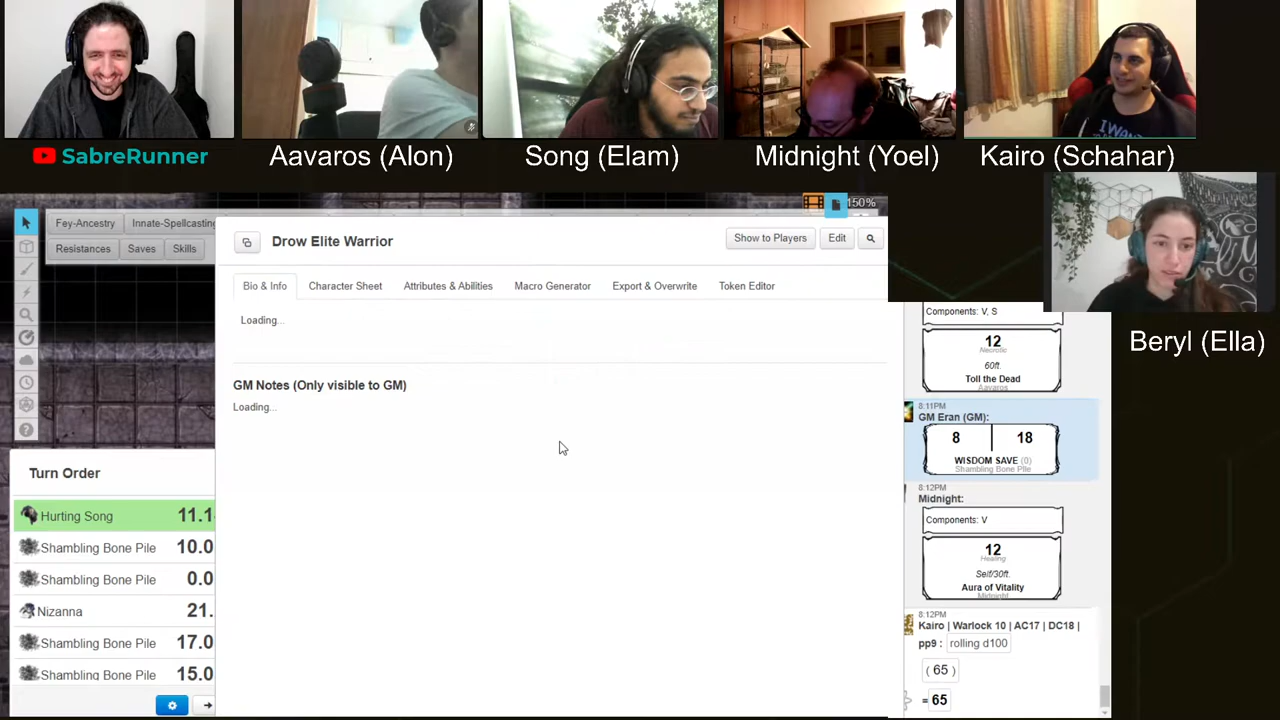 SabreRunner
Aavaros (Alon)
Song (Elam)
Midnight (Yoel)
Kairo (Schahar)
I WANT
Beryl (Ella)
150%
Fey-Ancestry
Innate-Spellcasting
Resistances
Saves
Skills
Drow Elite Warrior
Show to Players
Edit
Bio & Info
Character Sheet
Attributes & Abilities
Macro Generator
Export & Overwrite
Token Editor
Loading...
GM Notes (Only visible to GM)
Loading...
Turn Order
Hurting Song 11.1
Shambling Bone Pile 10.0
Shambling Bone Pile 0.0
Nizanna 21.
Shambling Bone Pile 17.0
Shambling Bone Pile 15.0
Components: V, S
12
Necrotic
60ft.
Toll the Dead
Aavaros
8:11PM
GM Eran (GM):
8 18
WISDOM SAVE (0)
Shambling Bone Pile
8:12PM
Midnight:
Components: V
12
Healing
Self/30ft.
Aura of Vitality
Midnight
8:12PM
Kairo | Warlock 10 | AC17 | DC18 |
pp9 : rolling d100
( 65 )
= 65